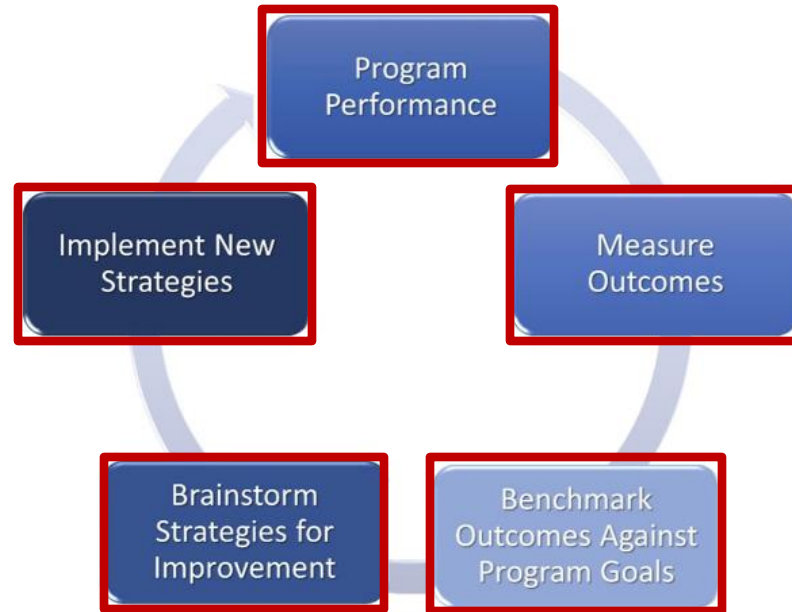 Program
Performance
Measure
Outcomes
Benchmark
Outcomes Against
Program Goals
Brainstorm
Strategies for
Improvement
Implement New
Strategies